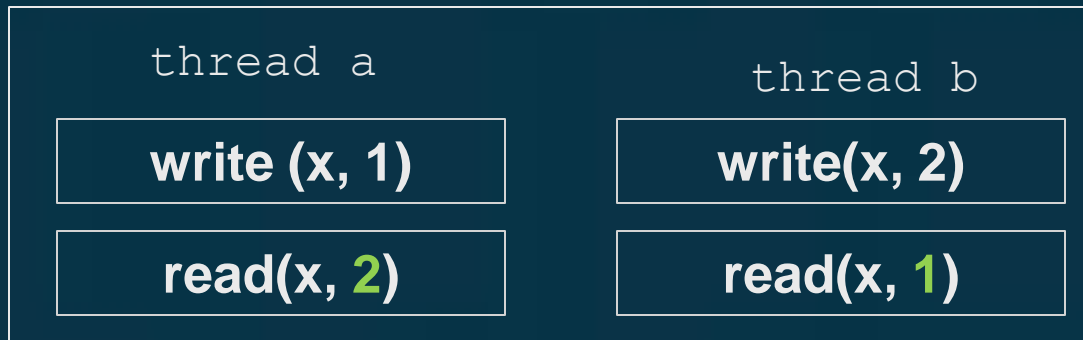 thread a
thread b
write (x, 1)
write(x, 2)
read(x, 2)
read(x, 1)